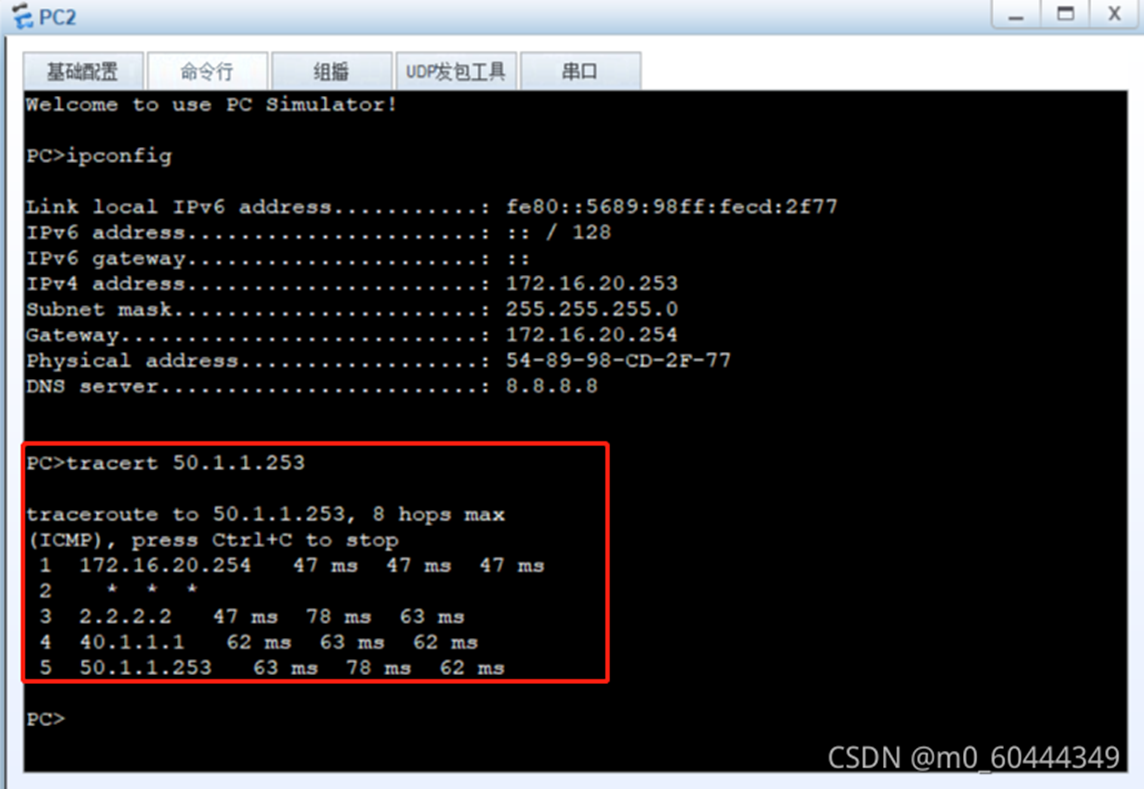 PC2
基础配置 命令行 组播 UDP发包工具 串口
Welcome to use PC Simulator!
PC>ipconfig
Link local IPv6 address...........: fe80::5689:98ff:fecd:2f77
IPv6 address......................: :: / 128
IPv6 gateway......................: ::
IPv4 address......................: 172.16.20.253
Subnet mask.......................: 255.255.255.0
Gateway...........................: 172.16.20.254
Physical address..................: 54-89-98-CD-2F-77
DNS server........................: 8.8.8.8
PC>tracert 50.1.1.253
traceroute to 50.1.1.253, 8 hops max
(ICMP), press Ctrl+C to stop
1 172.16.20.254 47 ms 47 ms 47 ms
2 * * *
3 2.2.2.2 47 ms 78 ms 63 ms
4 40.1.1.1 62 ms 63 ms 62 ms
5 50.1.1.253 63 ms 78 ms 62 ms
PC>
CSDN @m0_60444349